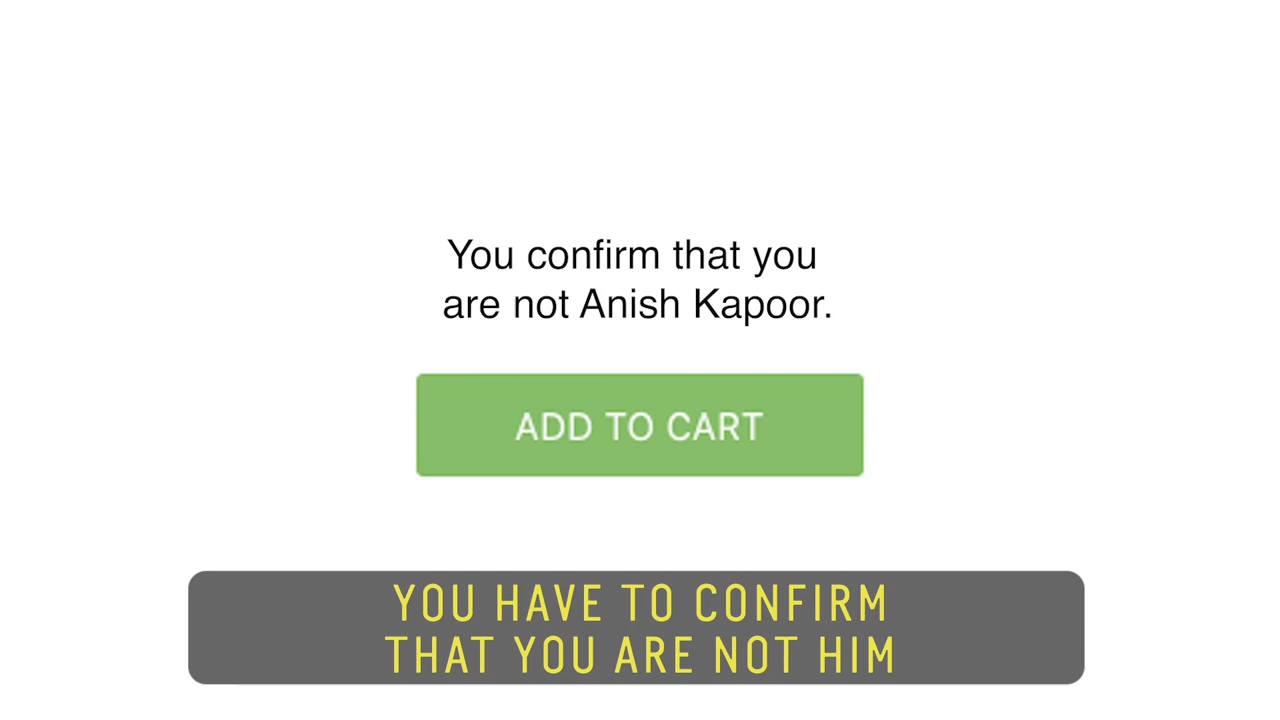 You confirm that you
are not Anish Kapoor.
ADD TO CART
YOU HAVE TO CONFIRM
THAT YOU ARE NOT HIM